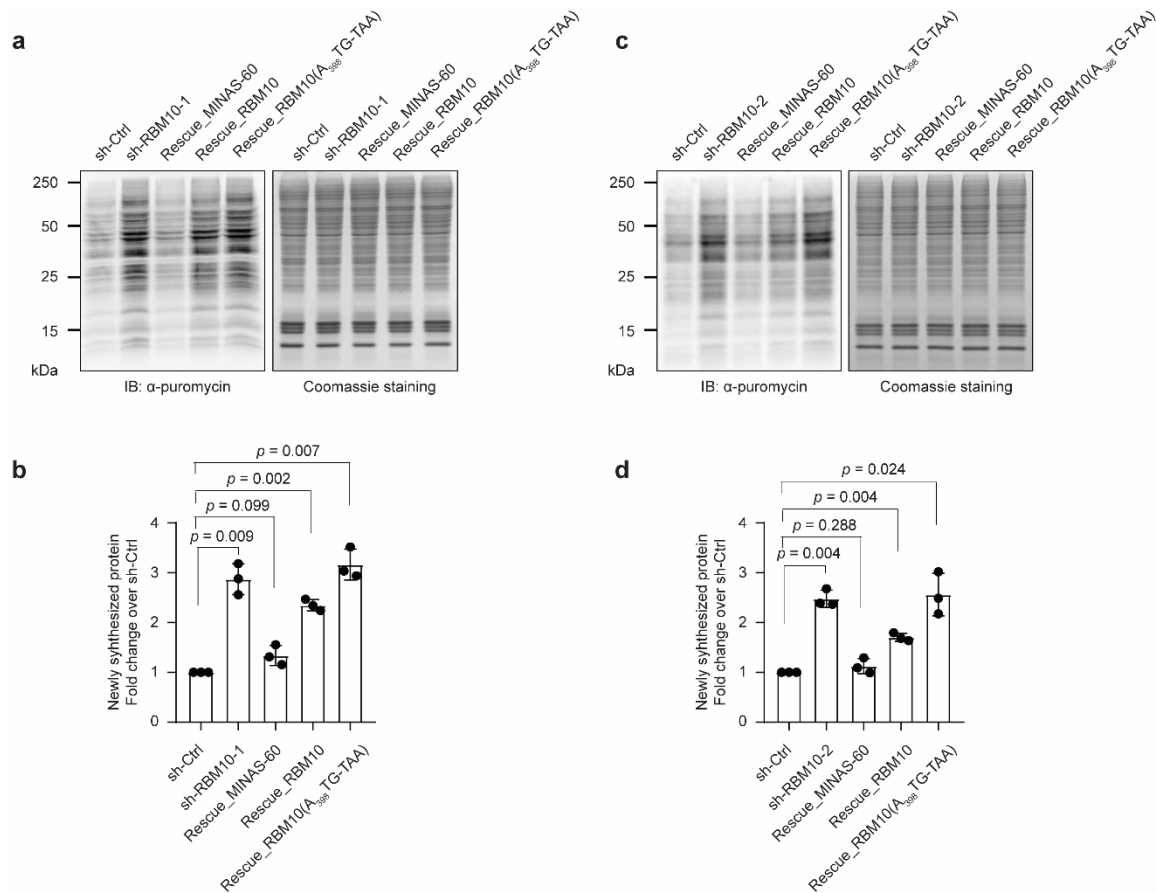 a
sh-Ctrl
sh-RBM10-1
Rescue_MINAS-60
Rescue_RBM10
Rescue_RBM10(A₃₉₈TG-TAA)
sh-Ctrl
sh-RBM10-1
Rescue_MINAS-60
Rescue_RBM10
Rescue_RBM10(A₃₉₈TG-TAA)
250
50
25
15
kDa
IB: α-puromycin
Coomassie staining
c
sh-Ctrl
sh-RBM10-2
Rescue_MINAS-60
Rescue_RBM10
Rescue_RBM10(A₃₉₈TG-TAA)
sh-Ctrl
sh-RBM10-2
Rescue_MINAS-60
Rescue_RBM10
Rescue_RBM10(A₃₉₈TG-TAA)
250
50
25
15
kDa
IB: α-puromycin
Coomassie staining
b
p = 0.007
p = 0.002
p = 0.099
p = 0.009
Newly syhthesized protein
Fold change over sh-Ctrl
4
3
2
1
0
sh-Ctrl
sh-RBM10-1
Rescue_MINAS-60
Rescue_RBM10
Rescue_RBM10(A₃₉₈TG-TAA)
d
p = 0.024
p = 0.004
p = 0.288
p = 0.004
Newly syhthesized protein
Fold change over sh-Ctrl
4
3
2
1
0
sh-Ctrl
sh-RBM10-2
Rescue_MINAS-60
Rescue_RBM10
Rescue_RBM10(A₃₉₈TG-TAA)